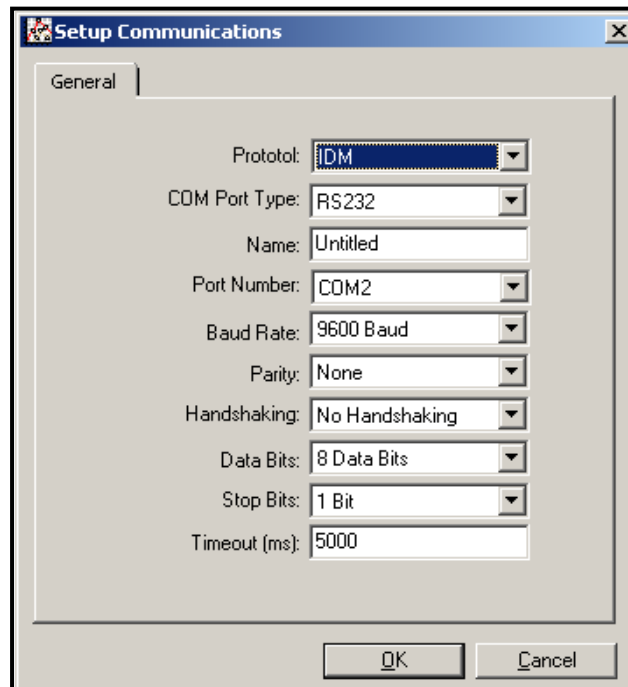 Setup Communications
General
Prototol: IDM
COM Port Type: RS232
Name: Untitled
Port Number: COM2
Baud Rate: 9600 Baud
Parity: None
Handshaking: No Handshaking
Data Bits: 8 Data Bits
Stop Bits: 1 Bit
Timeout (ms): 5000
OK Cancel